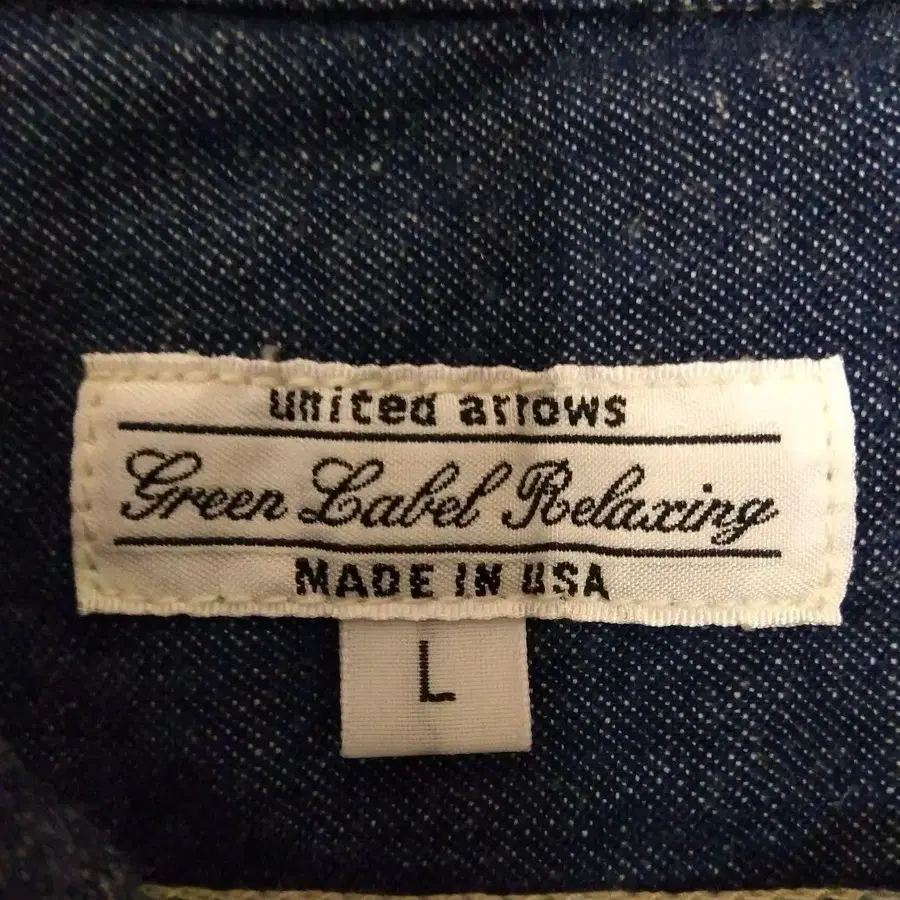 united arrows
Green Label Relaxing
MADE IN USA
L